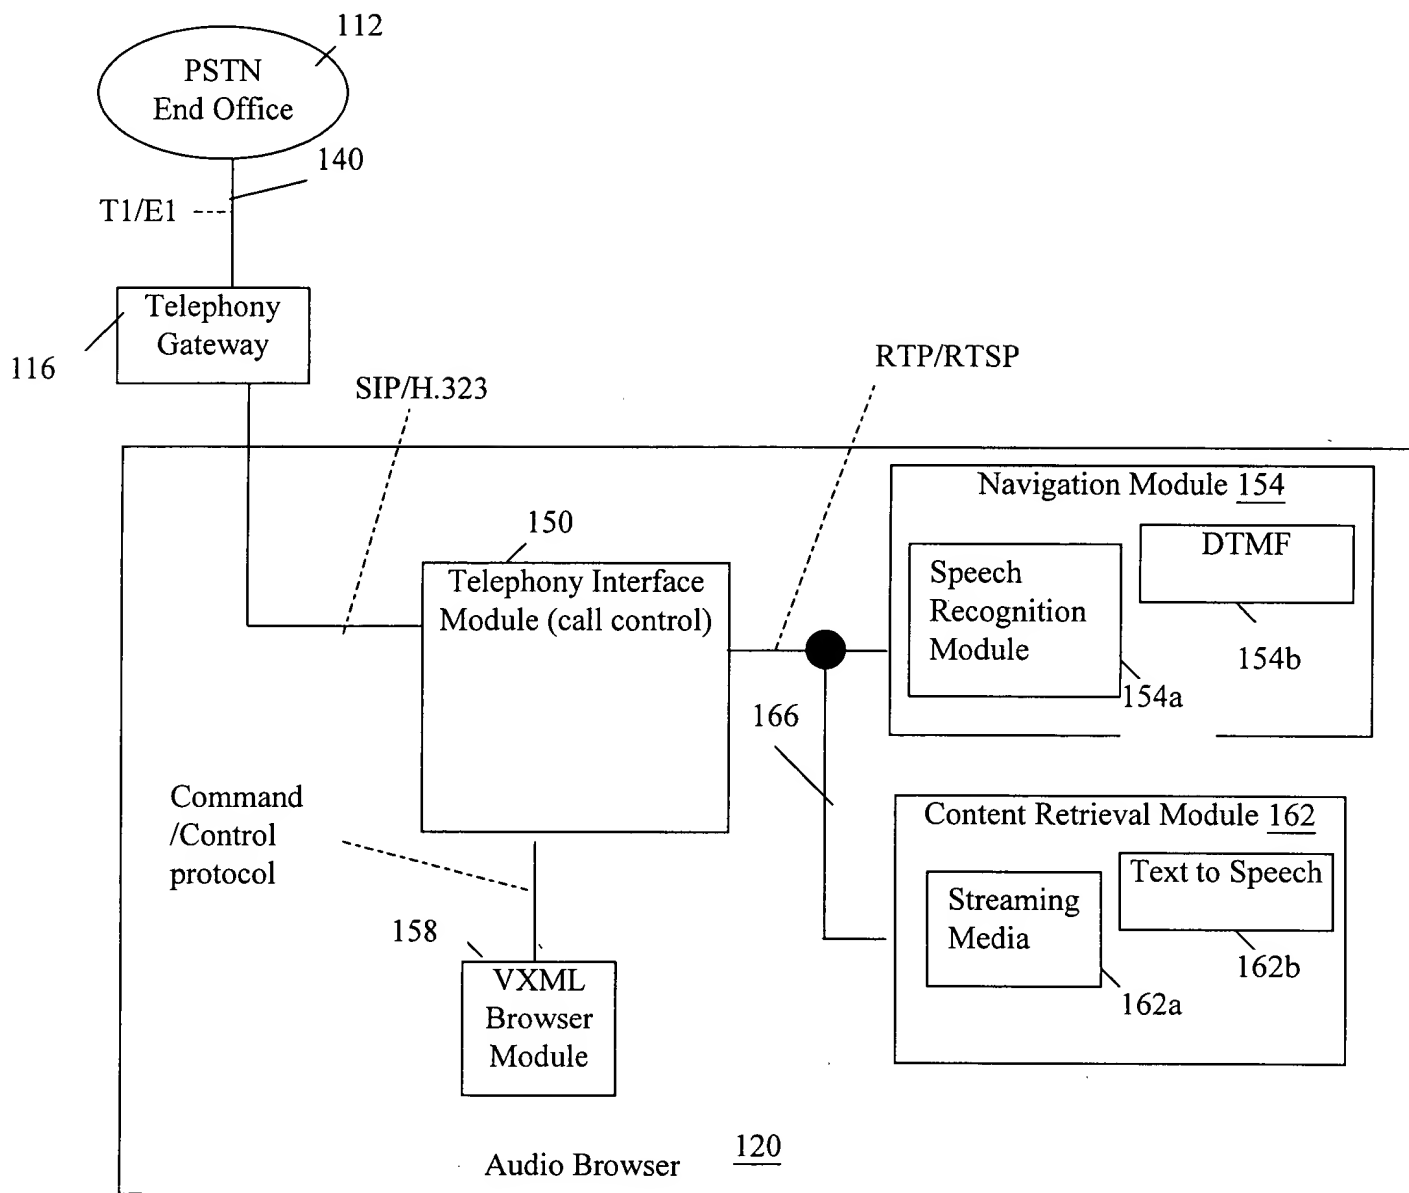 112
PSTN
End Office
140
T1/E1
Telephony
Gateway
116
SIP/H.323
RTP/RTSP
Navigation Module 154
150
DTMF
Telephony Interface
Module (call control)
Speech
Recognition
Module
154b
154a
166
Command
/Control
protocol
Content Retrieval Module 162
Text to Speech
Streaming
Media
158
162b
VXML
Browser
Module
162a
Audio Browser 120